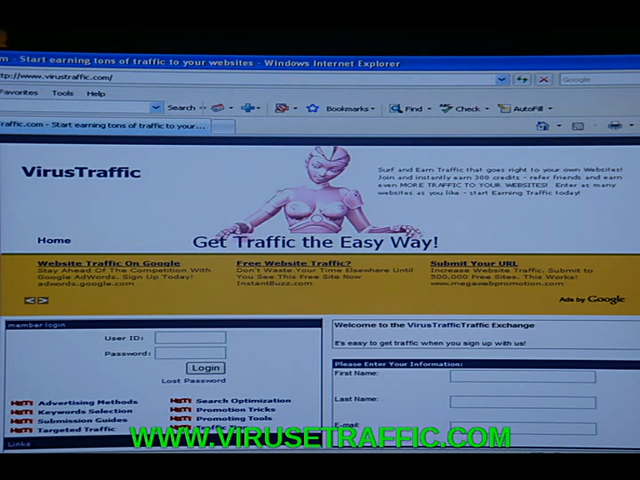 m - Start earning tons of traffic to your websites - Windows Internet Explorer
tp://www.virustraffic.com/
Google
Favorites Tools Help
Search
Bookmarks
Find
Check
AutoFill
raffic.com - Start earning tons of traffic to your...
VirusTraffic
Surf and Earn Traffic that goes right to your own Websites!
Join and instantly earn 300 credits - refer friends and earn
even MORE TRAFFIC TO YOUR WEBSITES! Enter as many
websites as you like - start Earning Traffic today!
Home
Get Traffic the Easy Way!
Website Traffic On Google
Stay Ahead Of The Competition With
Google AdWords. Sign Up Today!
adwords.google.com
Free Website Traffic?
Don't Waste Your Time Elsewhere Until
You See This Free Site Now
InstantBuzz.com
Submit Your URL
Increase Website Traffic. Submit to
500,000 Free Sites. This Works!
www.megawebpromotion.com
Ads by Google
member login
User ID:
Password:
Login
Lost Password
Hot! Advertising Methods
Hot! Keywords Selection
Hot! Submission Guides
Hot! Targeted Traffic
Hot! Search Optimization
Hot! Promotion Tricks
Hot! Promoting Tools
Links
Welcome to the VirusTrafficTraffic Exchange
It's easy to get traffic when you sign up with us!
Please Enter Your Information:
First Name:
Last Name:
E-mail:
WWW.VIRUSETRAFFIC.COM